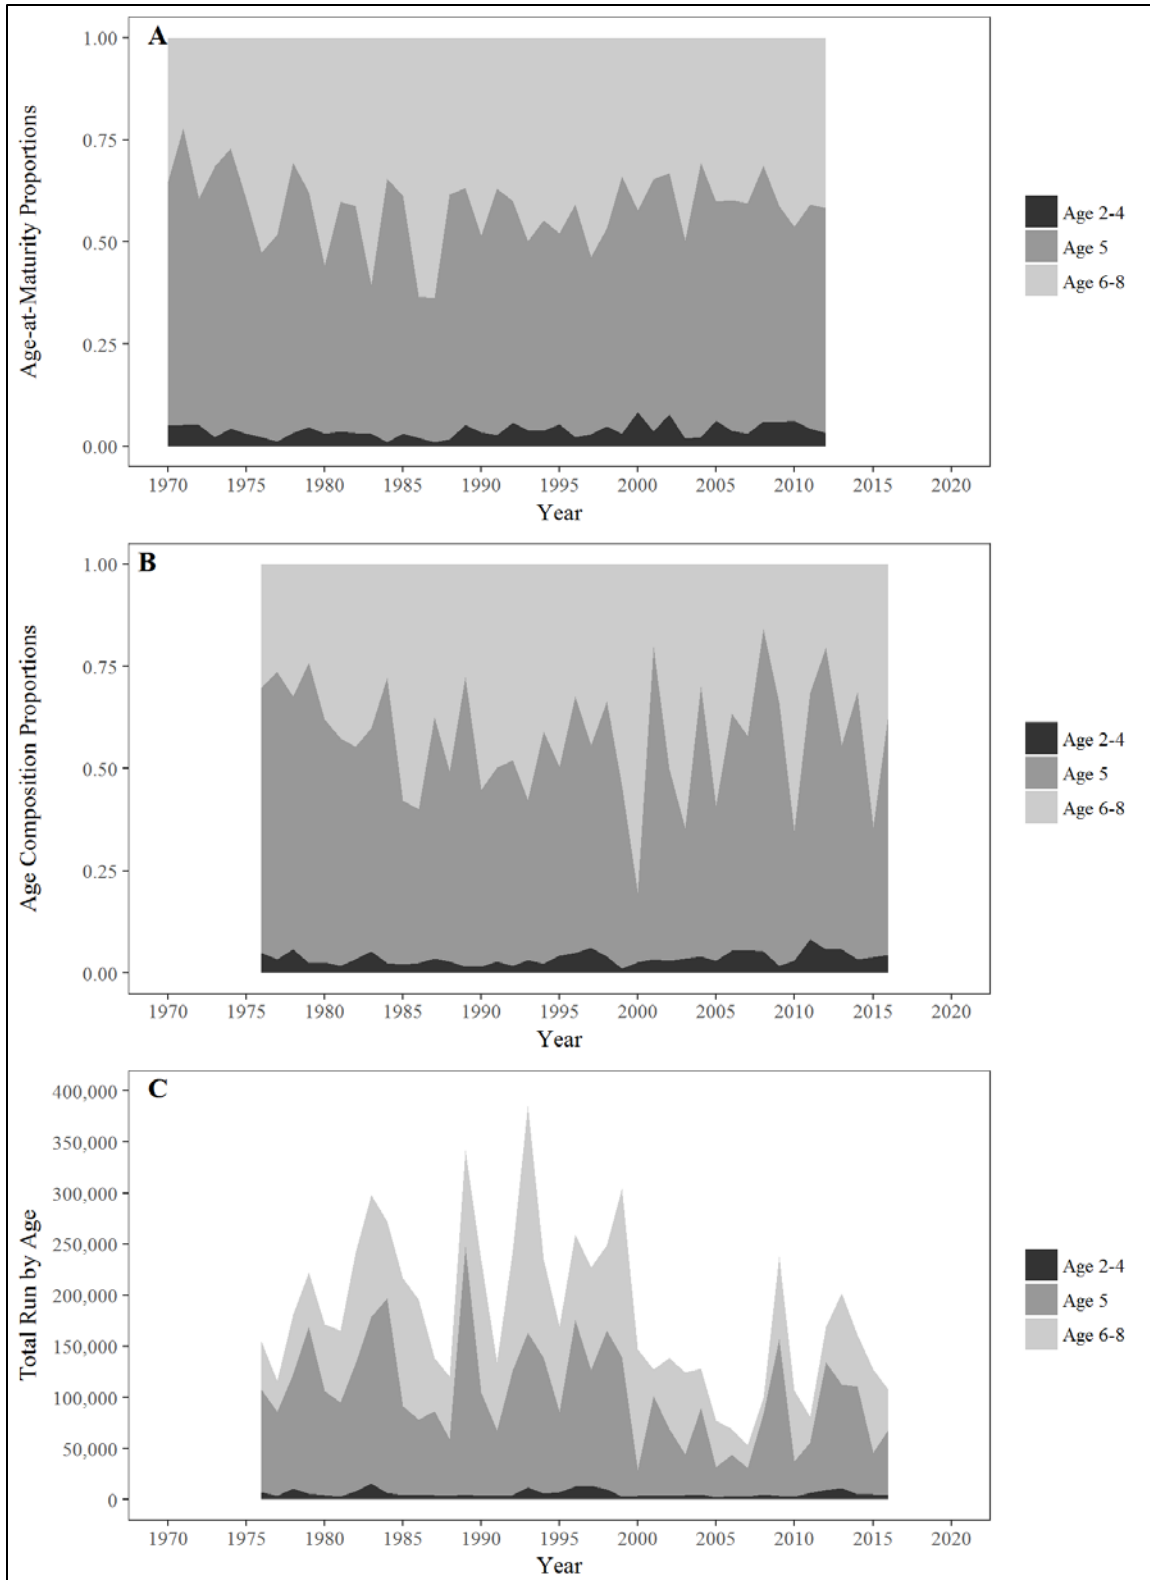 A
1.00
0.75
0.50
0.25
0.00
Age-at-Maturity Proportions
1970 1975 1980 1985 1990 1995 2000 2005 2010 2015 2020
Year
Age 2-4
Age 5
Age 6-8
B
1.00
0.75
0.50
0.25
0.00
Age Composition Proportions
1970 1975 1980 1985 1990 1995 2000 2005 2010 2015 2020
Year
Age 2-4
Age 5
Age 6-8
C
400,000
350,000
300,000
250,000
200,000
150,000
100,000
50,000
0
Total Run by Age
1970 1975 1980 1985 1990 1995 2000 2005 2010 2015 2020
Year
Age 2-4
Age 5
Age 6-8